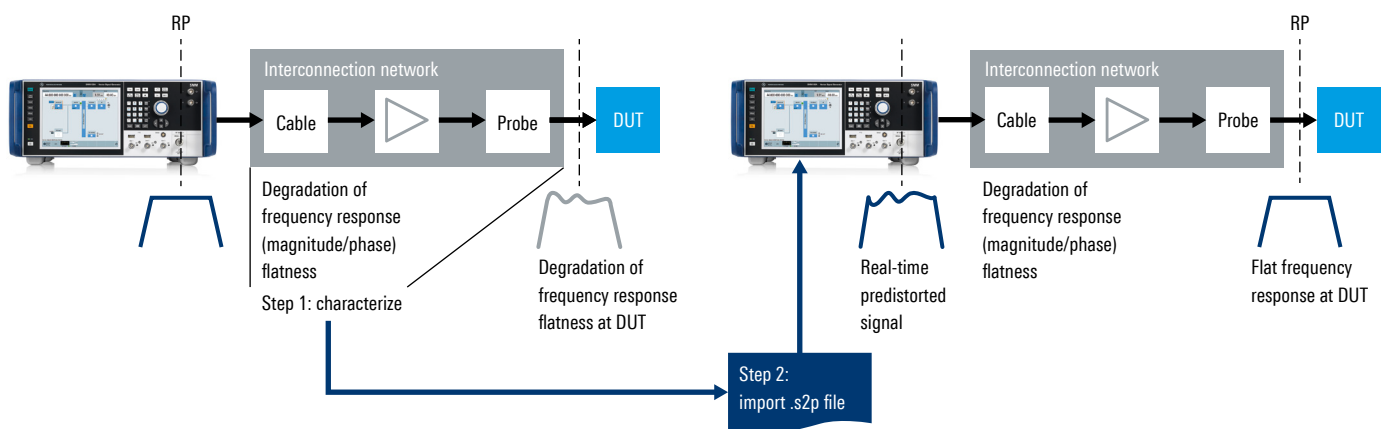 RP
Interconnection network
Cable
Probe
DUT
Degradation of
frequency response
(magnitude/phase)
flatness
Step 1: characterize
Degradation of
frequency response
flatness at DUT
Step 2:
import .s2p file
Real-time
predistorted
signal
RP
Interconnection network
Cable
Probe
DUT
Degradation of
frequency response
(magnitude/phase)
flatness
Flat frequency
response at DUT